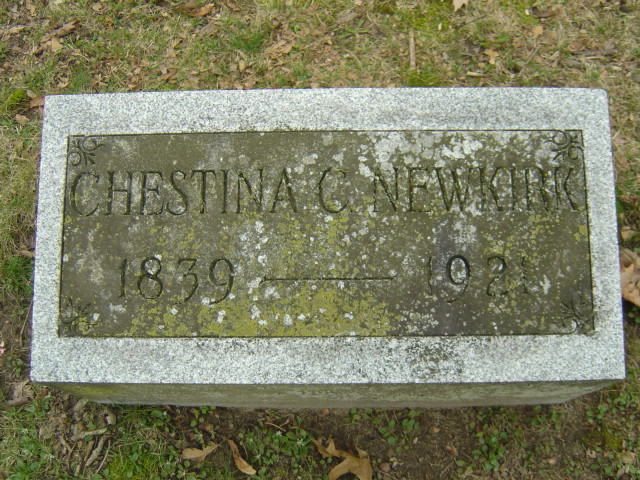 CHESTINA C. NEWKIRK
1839 — 1921